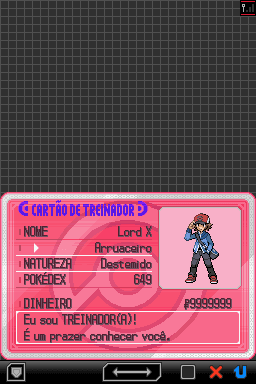 CARTÃO DE TREINADOR
NOME Lord X
Arruaceiro
NATUREZA Destemido
POKÉDEX 649
DINHEIRO ₽9999999
Eu sou TREINADOR(A)!
É um prazer conhecer você.